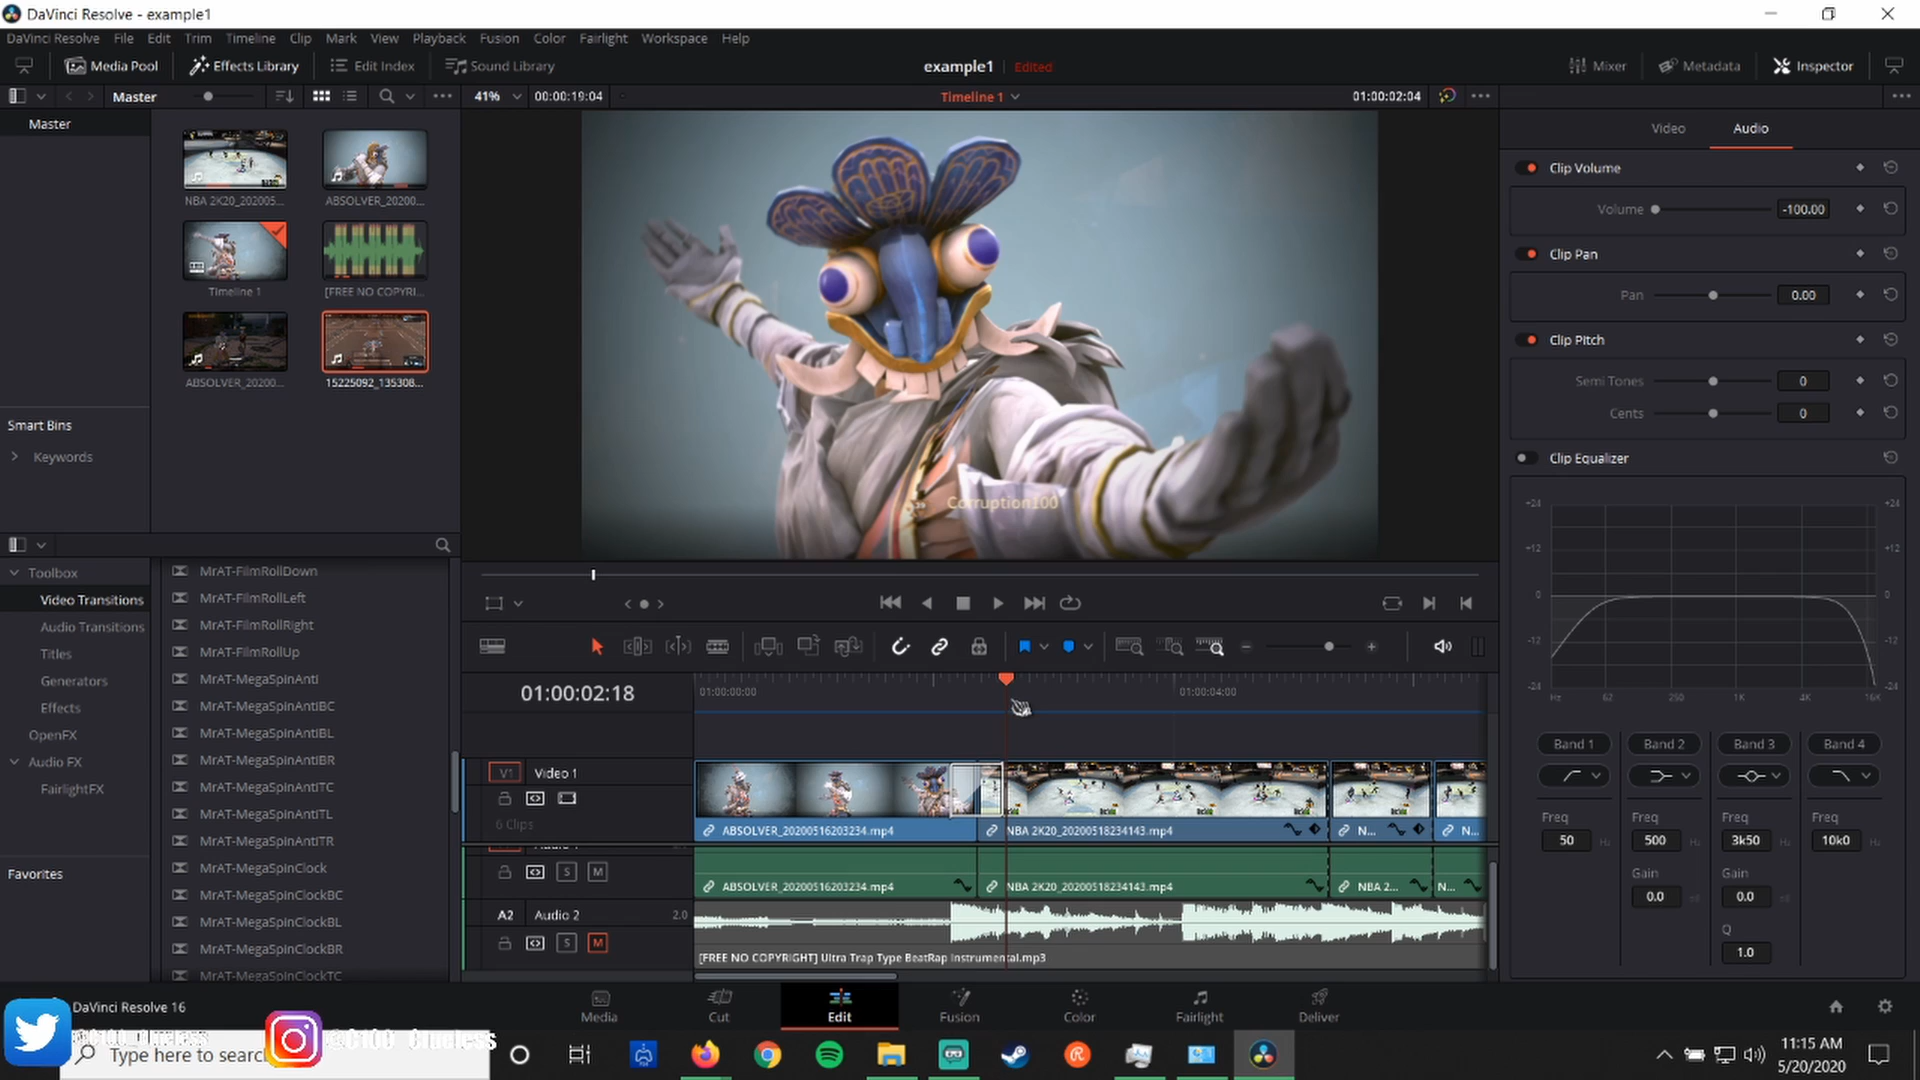 DaVinci Resolve - example1
DaVinci Resolve File Edit Trim Timeline Clip Mark View Playback Fusion Color Fairlight Workspace Help
Media Pool Effects Library Edit Index Sound Library example1 Edited Mixer Metadata Inspector
Master 41% 00:00:19:04 Timeline 1 01:00:02:04
Master
NBA 2K20_202005... ABSOLVER_20200...
Timeline 1 [FREE NO COPYRI...
ABSOLVER_20200... 15225092_135308...
Smart Bins
Keywords
Corruption100
Video Audio
Clip Volume
Volume -100.00
Clip Pan
Pan 0.00
Clip Pitch
Semi Tones 0
Cents 0
Clip Equalizer
+24 +24
+12 +12
0 0
-12 -12
-24 -24
Hz 62 250 1K 4K 16K
Band 1 Band 2 Band 3 Band 4
Freq Freq Freq Freq
50 Hz 500 Hz 3k50 Hz 10k0 Hz
Gain Gain
0.0 0.0
Q
1.0
Toolbox
Video Transitions
Audio Transitions
Titles
Generators
Effects
OpenFX
Audio FX
FairlightFX
Favorites
MrAT-FilmRollDown
MrAT-FilmRollLeft
MrAT-FilmRollRight
MrAT-FilmRollUp
MrAT-MegaSpinAnti
MrAT-MegaSpinAntiBC
MrAT-MegaSpinAntiBL
MrAT-MegaSpinAntiBR
MrAT-MegaSpinAntiTC
MrAT-MegaSpinAntiTL
MrAT-MegaSpinAntiTR
MrAT-MegaSpinClock
MrAT-MegaSpinClockBC
MrAT-MegaSpinClockBL
MrAT-MegaSpinClockBR
MrAT-MegaSpinClockTC
01:00:02:18 01:00:00:00 01:00:04:00
V1 Video 1
6 Clips
ABSOLVER_20200516203234.mp4 NBA 2K20_20200518234143.mp4 N... N...
S M
ABSOLVER_20200516203234.mp4 NBA 2K20_20200518234143.mp4 NBA 2... N...
A2 Audio 2 2.0
S M
[FREE NO COPYRIGHT] Ultra Trap Type BeatRap Instrumental.mp3
DaVinci Resolve 16
Media Cut Edit Fusion Color Fairlight Deliver
Type here to search
11:15 AM
5/20/2020